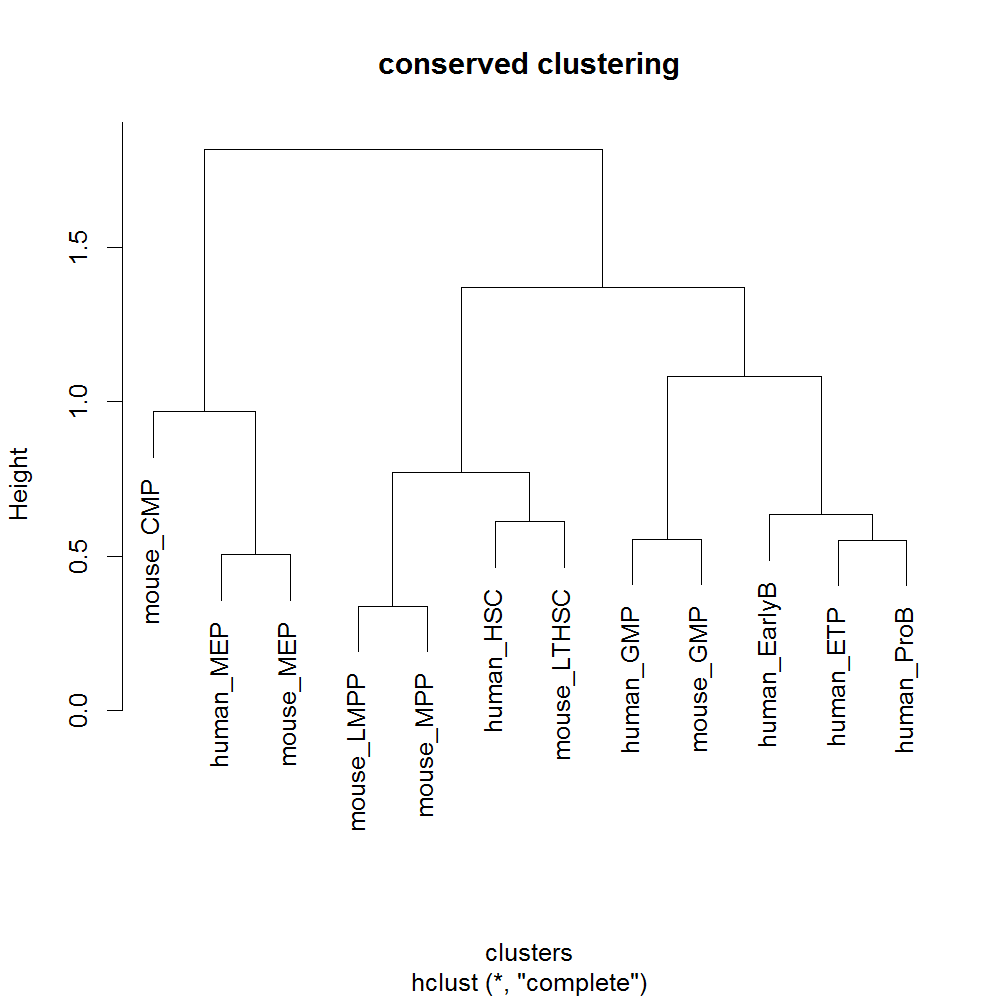 conserved clustering
Height
1.5
1.0
0.5
0.0
mouse_CMP
human_MEP
mouse_MEP
mouse_LMPP
mouse_MPP
human_HSC
mouse_LTHSC
human_GMP
mouse_GMP
human_EarlyB
human_ETP
human_ProB
clusters
hclust (*, "complete")